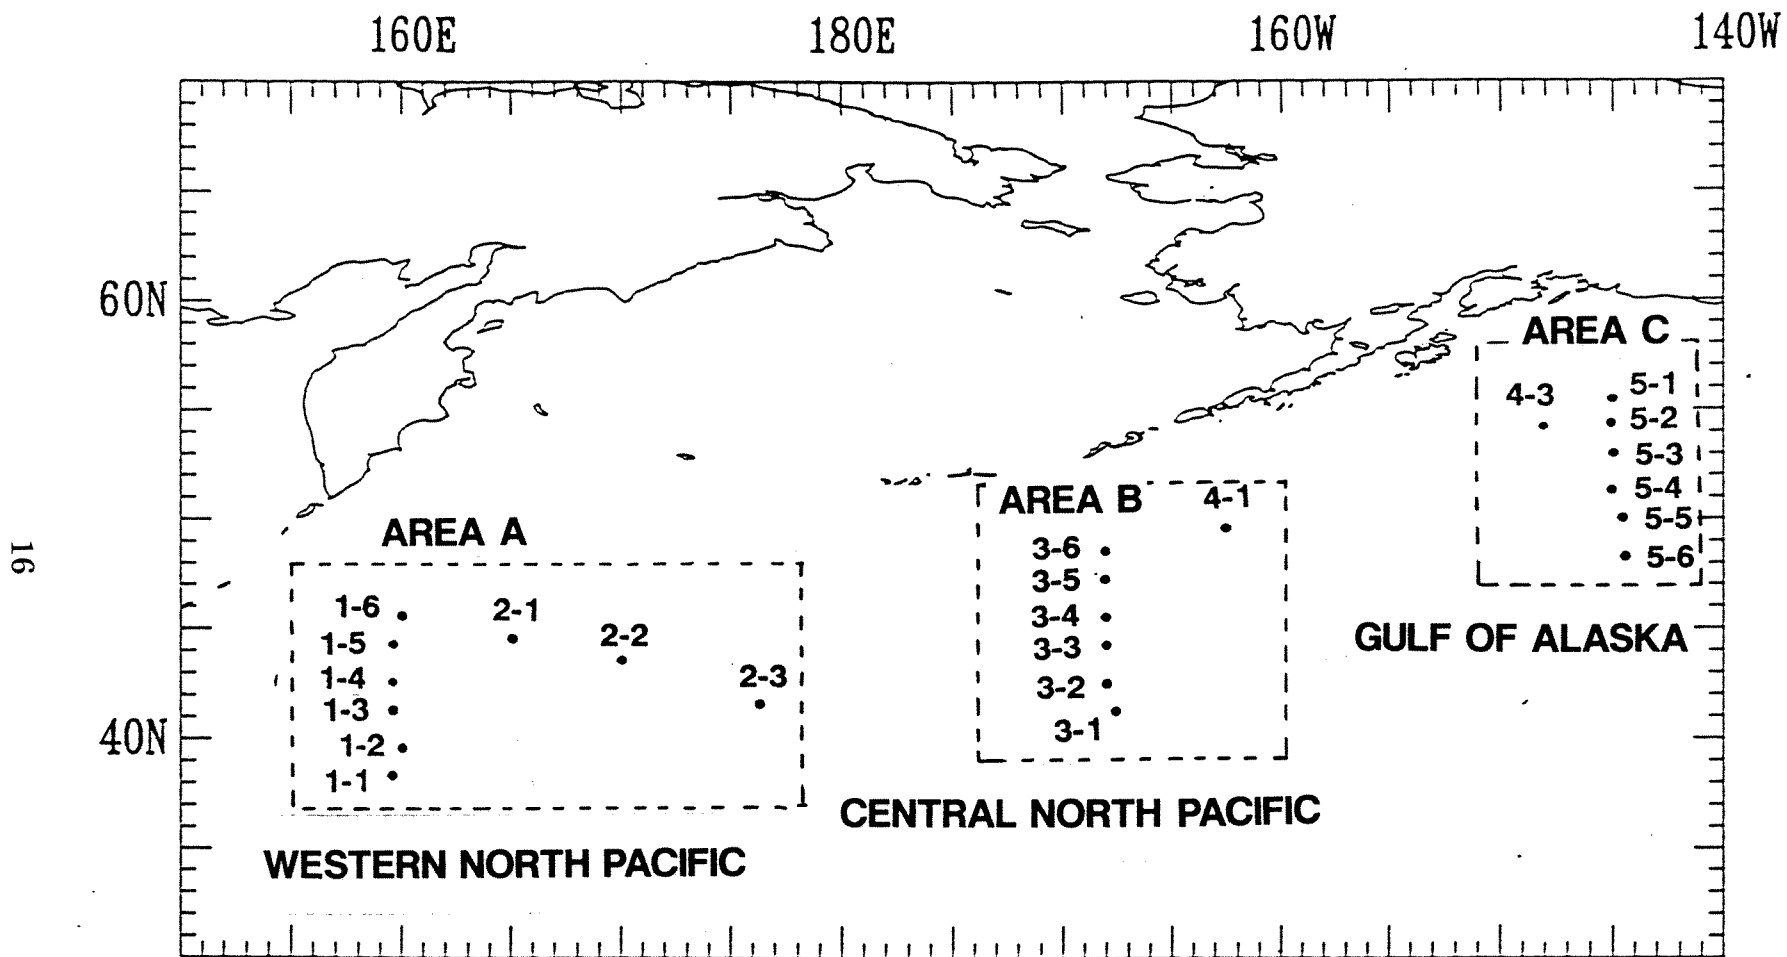 160E 180E 160W 140W
60N
AREA C
5-1
4-3
5-2
5-3
AREA B 4-1
5-4
5-5
AREA A
3-6
5-6
3-5
1-6 2-1
3-4
1-5 2-2
3-3
GULF OF ALASKA
1-4 2-3
3-2
1-3
3-1
40N
1-2
1-1
CENTRAL NORTH PACIFIC
WESTERN NORTH PACIFIC
16